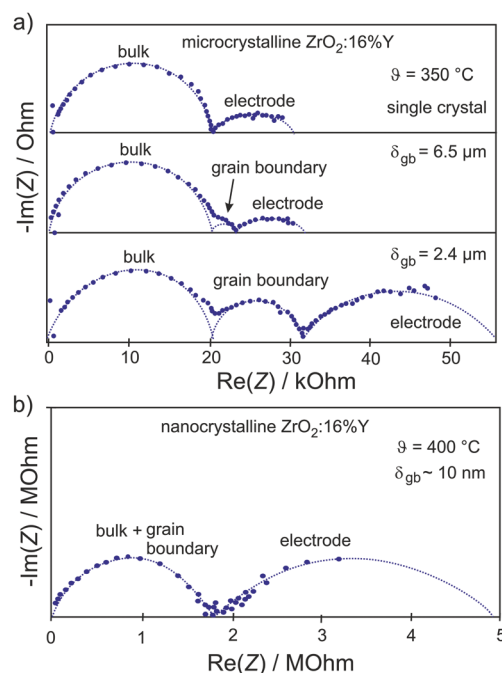 a)
microcrystalline ZrO₂:16%Y
bulk
ϑ = 350 °C
electrode
single crystal
bulk
δgb = 6.5 µm
grain boundary
electrode
bulk
δgb = 2.4 µm
grain boundary
electrode
-Im(Z) / Ohm
0 10 20 30 40 50
Re(Z) / kOhm
b)
nanocrystalline ZrO₂:16%Y
ϑ = 400 °C
δgb ~ 10 nm
bulk + grain
boundary
electrode
-Im(Z) / MOhm
0 1 2 3 4 5
Re(Z) / MOhm